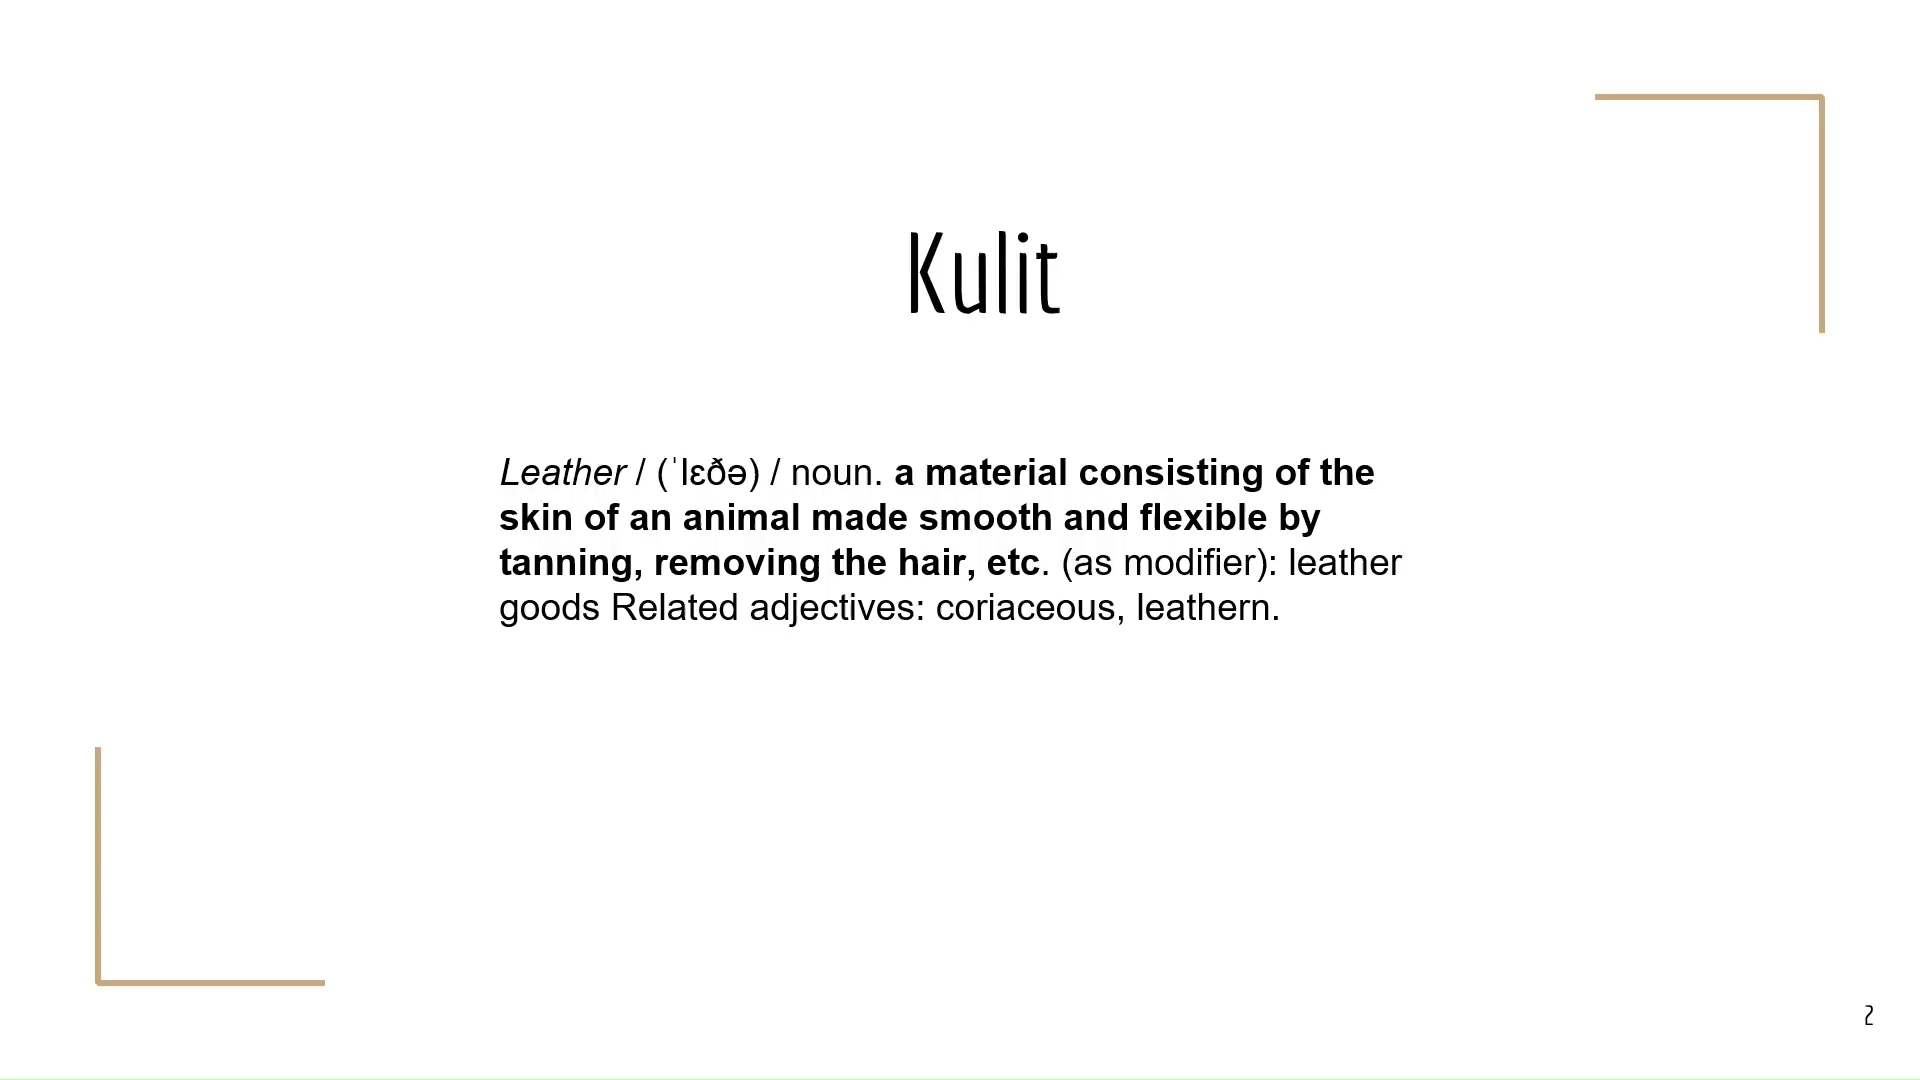 Kulit
Leather / (ˈlɛðə) / noun. a material consisting of the
skin of an animal made smooth and flexible by
tanning, removing the hair, etc. (as modifier): leather
goods Related adjectives: coriaceous, leathern.
2